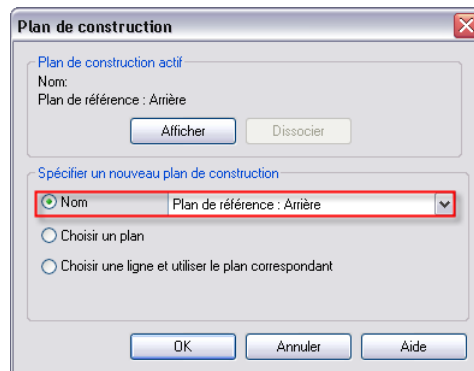 Plan de construction
Plan de construction actif
Nom:
Plan de référence : Arrière
Afficher Dissocier
Spécifier un nouveau plan de construction
Nom Plan de référence : Arrière
Choisir un plan
Choisir une ligne et utiliser le plan correspondant
OK Annuler Aide